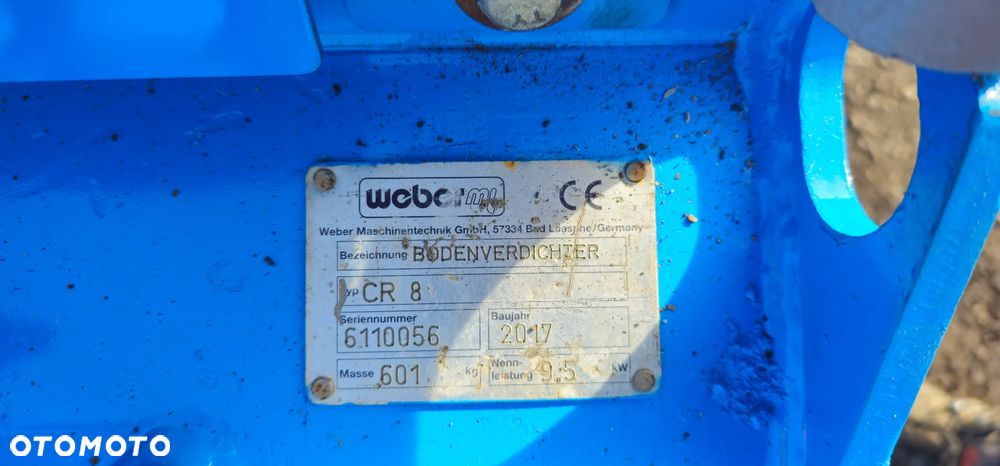 weber mt CE
Weber Maschinentechnik GmbH, 57334 Bad Laasphe/Germany
Bezeichnung BODENVERDICHTER
Typ CR 8
Seriennummer Baujahr
6110056 2017
Masse 601 kg Nenn-
leistung 9.5 kW
OTOMOTO